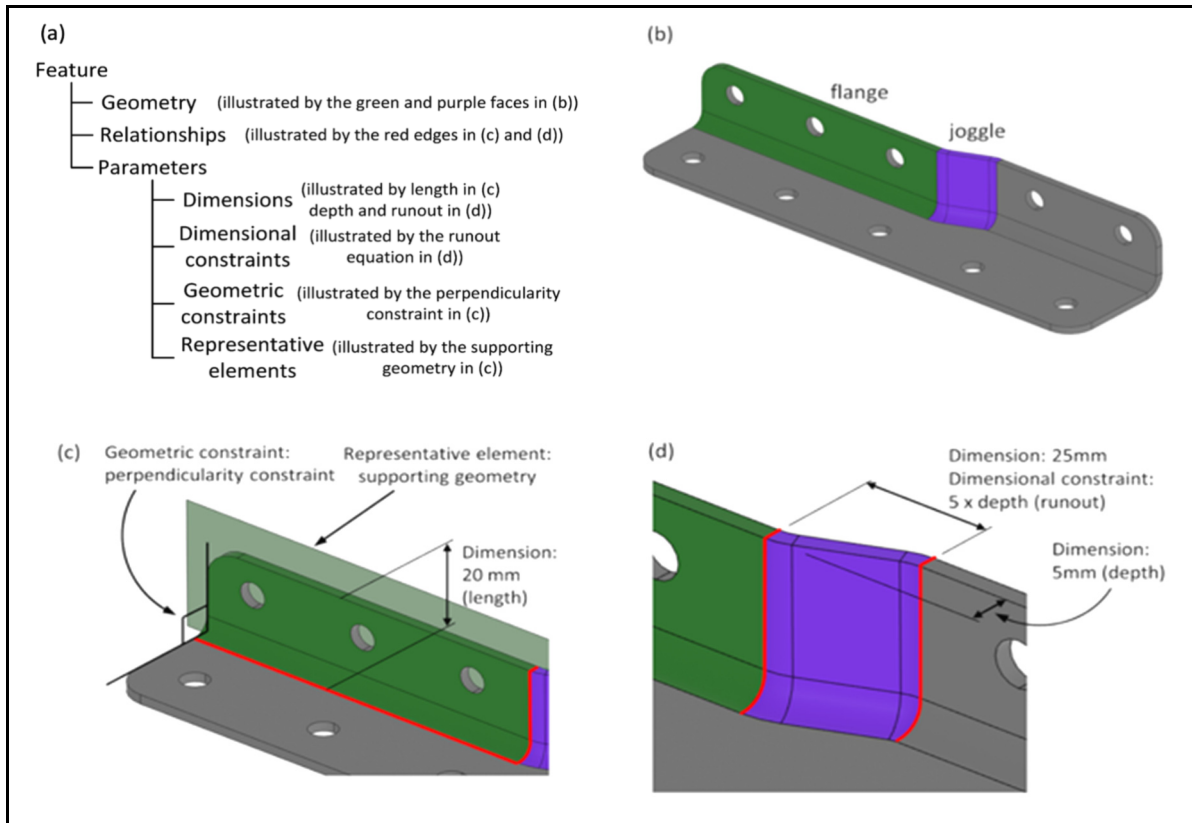 (a)
Feature
Geometry (illustrated by the green and purple faces in (b))
Relationships (illustrated by the red edges in (c) and (d))
Parameters
Dimensions (illustrated by length in (c)
depth and runout in (d))
Dimensional (illustrated by the runout
constraints equation in (d))
Geometric (illustrated by the perpendicularity
constraints constraint in (c))
Representative (illustrated by the supporting
elements geometry in (c))
(b)
flange
joggle
(c)
Geometric constraint:
perpendicularity constraint
Representative element:
supporting geometry
Dimension:
20 mm
(length)
(d)
Dimension: 25mm
Dimensional constraint:
5 x depth (runout)
Dimension:
5mm (depth)